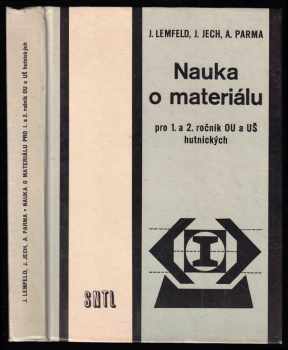 J. LEMFELD, J. JECH, A. PARMA • NAUKA O MATERIÁLU PRO 1. a 2. ročník OU a UŠ hutnických
J. LEMFELD, J. JECH, A. PARMA
Nauka
o materiálu
pro 1. a 2. ročník OU a UŠ
hutnických
SNTL